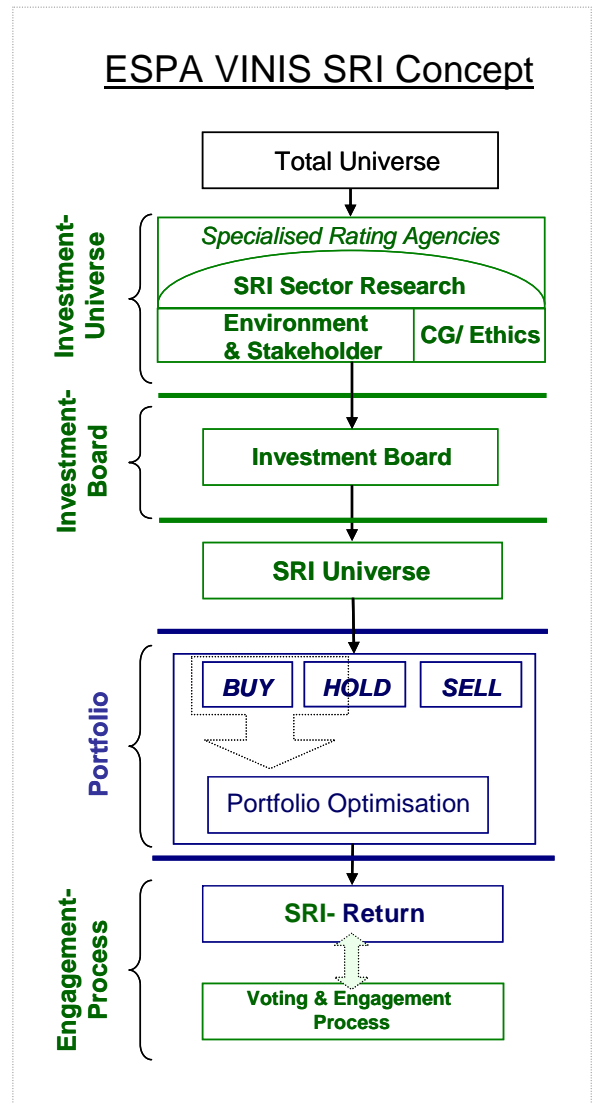 ESPA VINIS SRI Concept
Total Universe
Investment-
Universe
Specialised Rating Agencies
SRI Sector Research
Environment
& Stakeholder
CG/ Ethics
Investment-
Board
Investment Board
SRI Universe
Portfolio
BUY
HOLD
SELL
Portfolio Optimisation
Engagement-
Process
SRI- Return
Voting & Engagement
Process